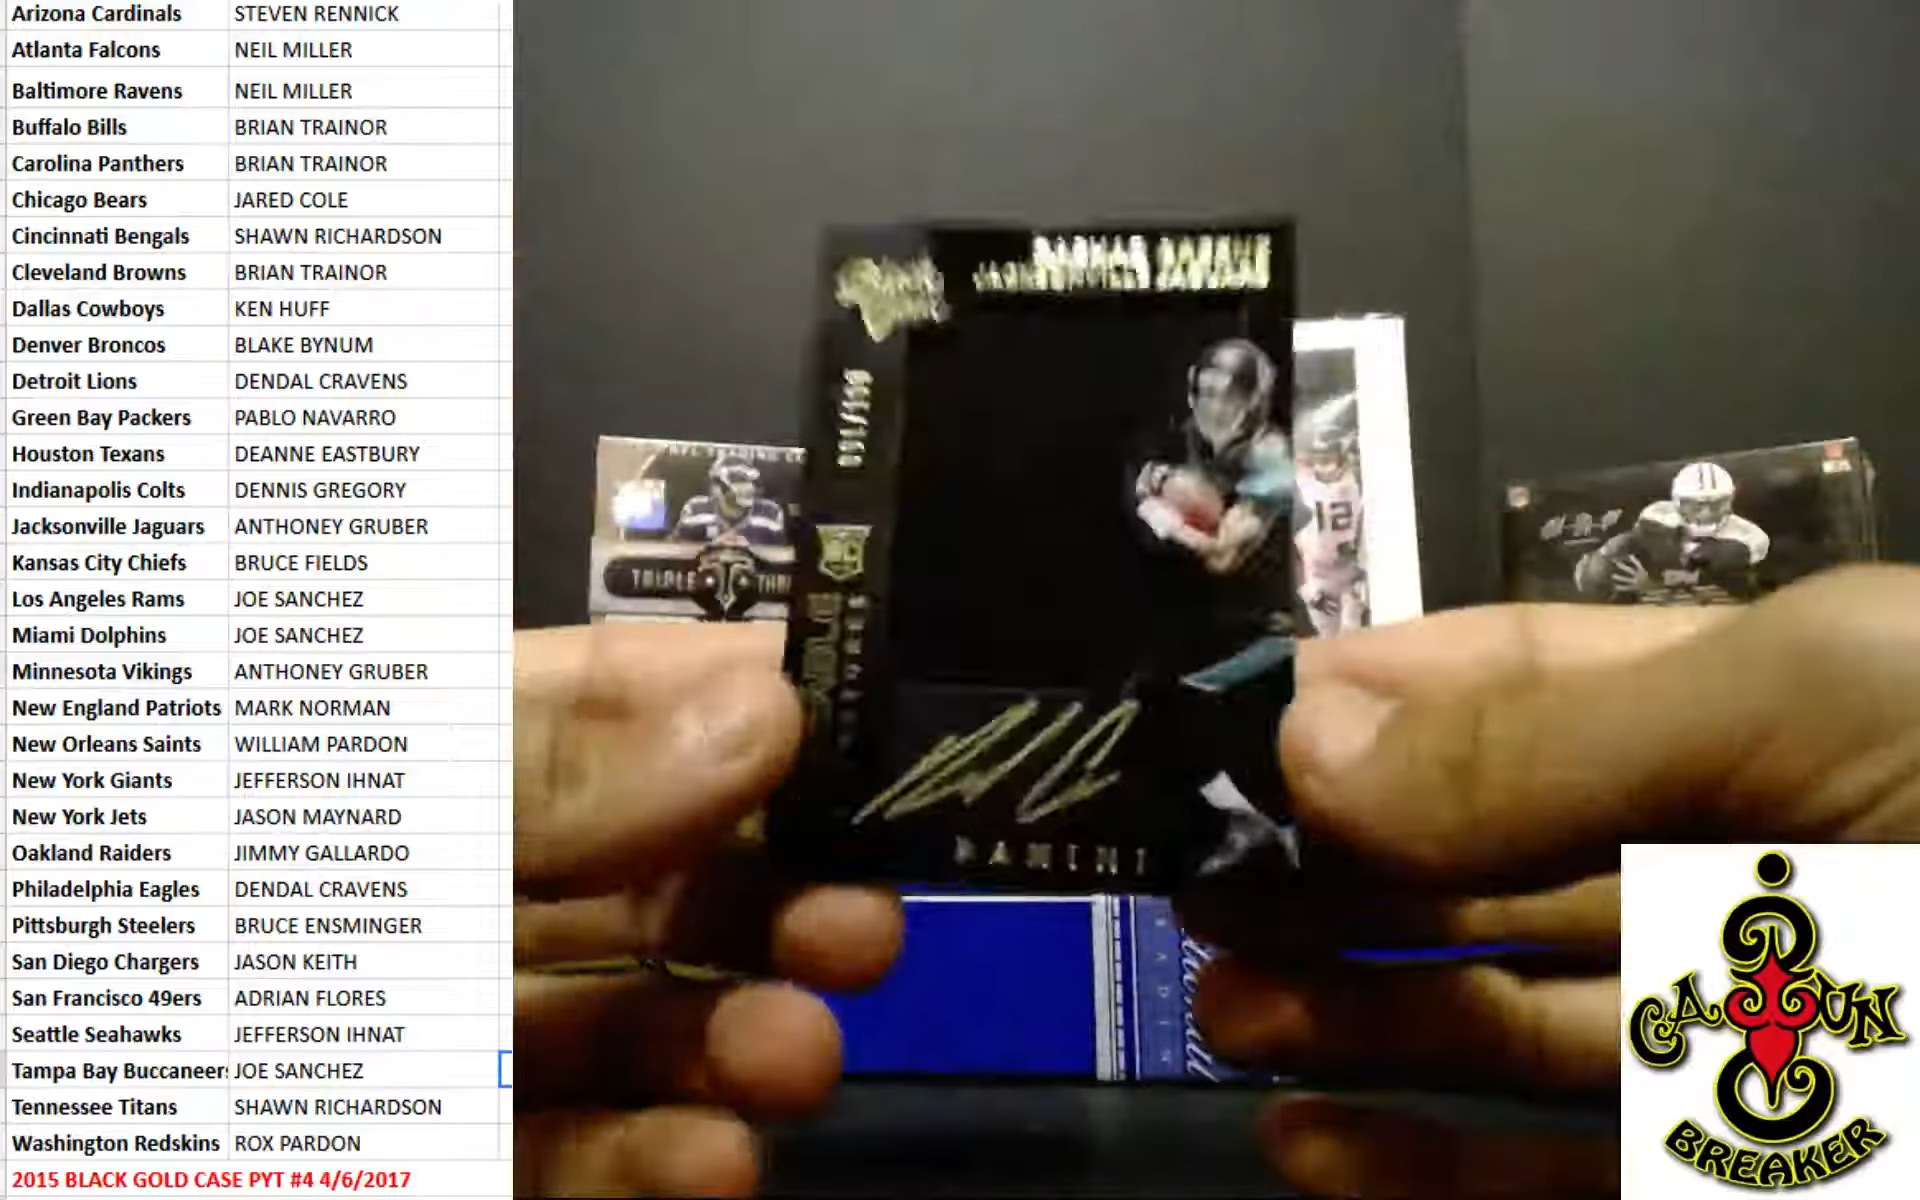 Arizona Cardinals STEVEN RENNICK
Atlanta Falcons NEIL MILLER
Baltimore Ravens NEIL MILLER
Buffalo Bills BRIAN TRAINOR
Carolina Panthers BRIAN TRAINOR
Chicago Bears JARED COLE
Cincinnati Bengals SHAWN RICHARDSON
Cleveland Browns BRIAN TRAINOR
Dallas Cowboys KEN HUFF
Denver Broncos BLAKE BYNUM
Detroit Lions DENDAL CRAVENS
Green Bay Packers PABLO NAVARRO
Houston Texans DEANNE EASTBURY
Indianapolis Colts DENNIS GREGORY
Jacksonville Jaguars ANTHONEY GRUBER
Kansas City Chiefs BRUCE FIELDS
Los Angeles Rams JOE SANCHEZ
Miami Dolphins JOE SANCHEZ
Minnesota Vikings ANTHONEY GRUBER
New England Patriots MARK NORMAN
New Orleans Saints WILLIAM PARDON
New York Giants JEFFERSON IHNAT
New York Jets JASON MAYNARD
Oakland Raiders JIMMY GALLARDO
Philadelphia Eagles DENDAL CRAVENS
Pittsburgh Steelers BRUCE ENSMINGER
San Diego Chargers JASON KEITH
San Francisco 49ers ADRIAN FLORES
Seattle Seahawks JEFFERSON IHNAT
Tampa Bay Buccaneer JOE SANCHEZ
Tennessee Titans SHAWN RICHARDSON
Washington Redskins ROX PARDON
2015 BLACK GOLD CASE PYT #4 4/6/2017
JACKSONVILLE JAGUARS
RC
PANINI
TRIPLE THR
12
CAJUN
BREAKER